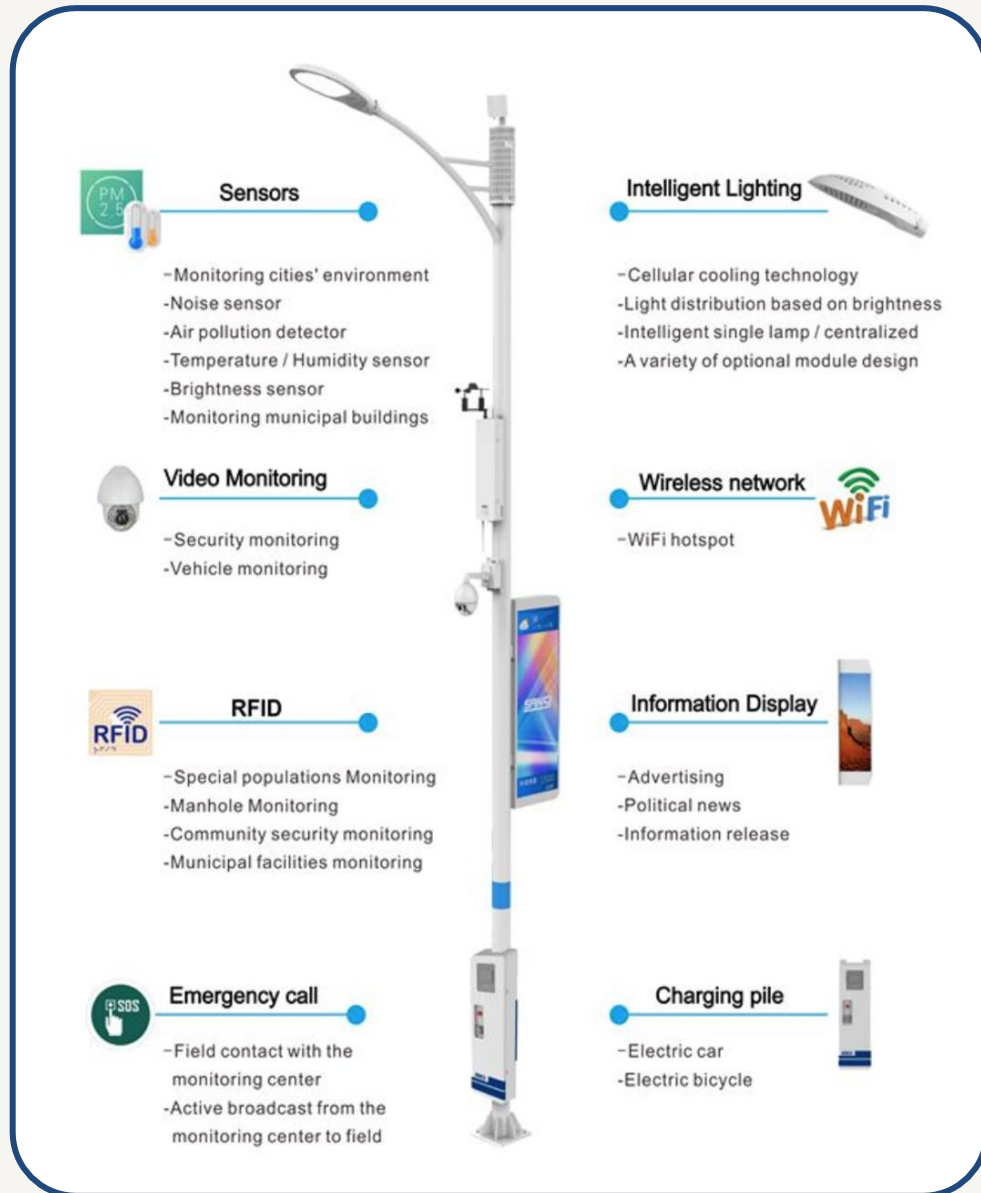 PM
2.5
Sensors
-Monitoring cities' environment
-Noise sensor
-Air pollution detector
-Temperature / Humidity sensor
-Brightness sensor
-Monitoring municipal buildings
Intelligent Lighting
-Cellular cooling technology
-Light distribution based on brightness
-Intelligent single lamp / centralized
-A variety of optional module design
Video Monitoring
-Security monitoring
-Vehicle monitoring
Wireless network
WiFi
-WiFi hotspot
SANSI
RFID
RFID
-Special populations Monitoring
-Manhole Monitoring
-Community security monitoring
-Municipal facilities monitoring
Information Display
-Advertising
-Political news
-Information release
SOS
Emergency call
-Field contact with the
monitoring center
-Active broadcast from the
monitoring center to field
Charging pile
-Electric car
-Electric bicycle